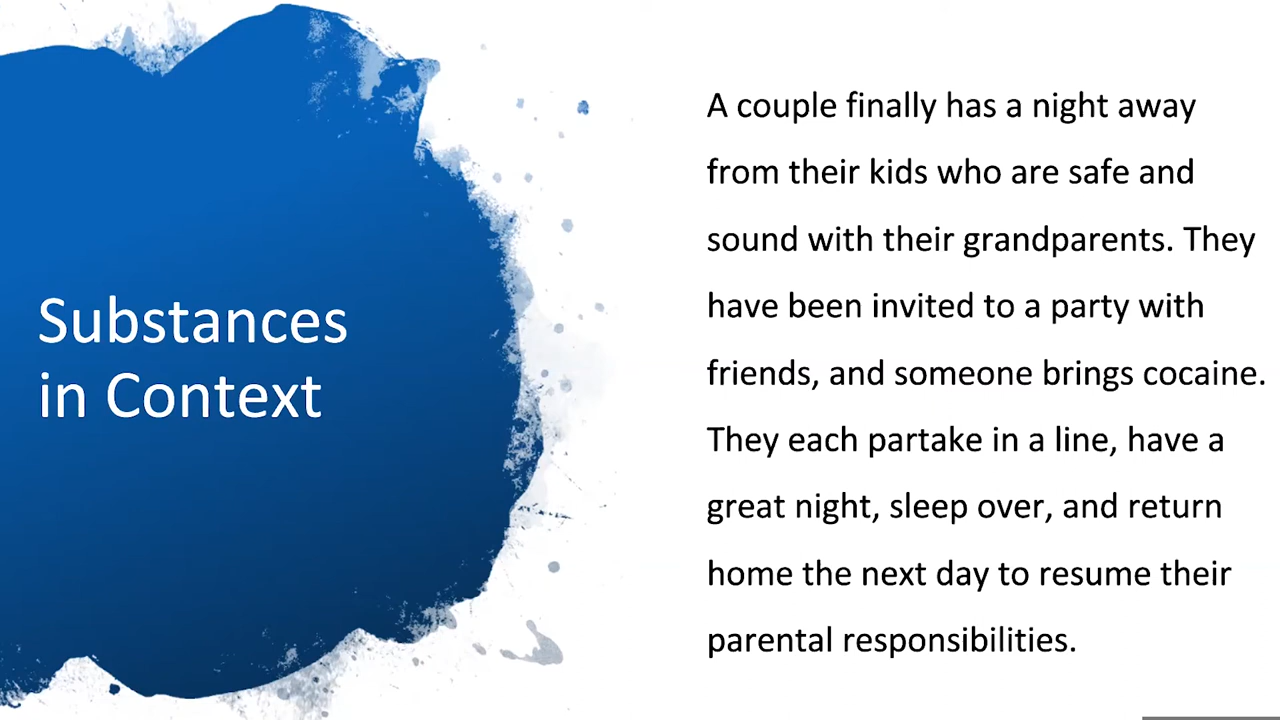 Substances
in Context
A couple finally has a night away
from their kids who are safe and
sound with their grandparents. They
have been invited to a party with
friends, and someone brings cocaine.
They each partake in a line, have a
great night, sleep over, and return
home the next day to resume their
parental responsibilities.